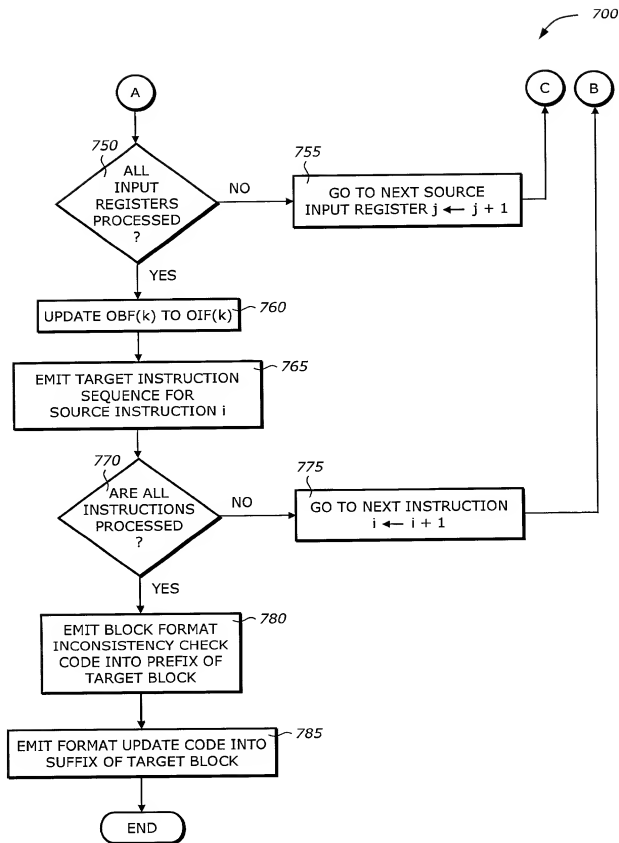 700
A
C
B
750
ALL
INPUT
REGISTERS
PROCESSED
?
NO
755
GO TO NEXT SOURCE
INPUT REGISTER j ← j + 1
YES
760
UPDATE OBF(k) TO OIF(k)
765
EMIT TARGET INSTRUCTION
SEQUENCE FOR
SOURCE INSTRUCTION i
770
ARE ALL
INSTRUCTIONS
PROCESSED
?
NO
775
GO TO NEXT INSTRUCTION
i ← i + 1
YES
780
EMIT BLOCK FORMAT
INCONSISTENCY CHECK
CODE INTO PREFIX OF
TARGET BLOCK
785
EMIT FORMAT UPDATE CODE INTO
SUFFIX OF TARGET BLOCK
END